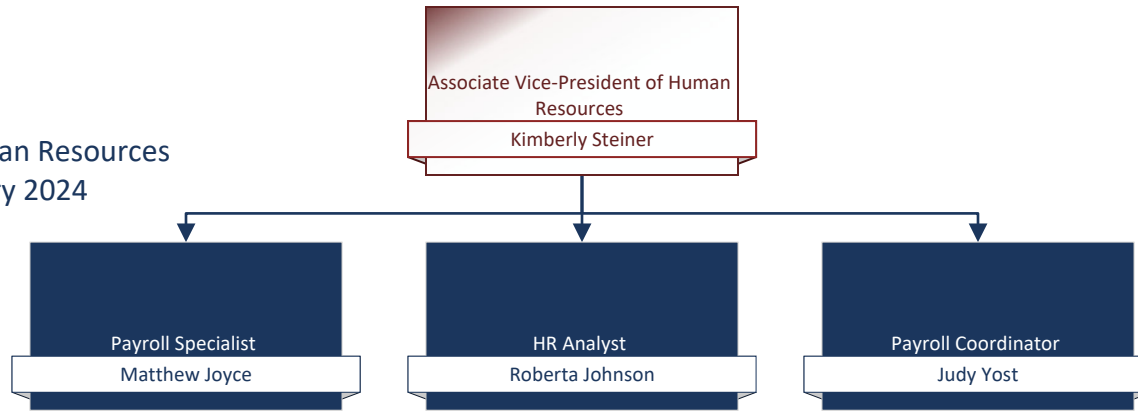 Associate Vice-President of Human
Resources
Kimberly Steiner
an Resources
ry 2024
Payroll Specialist
Matthew Joyce
HR Analyst
Roberta Johnson
Payroll Coordinator
Judy Yost